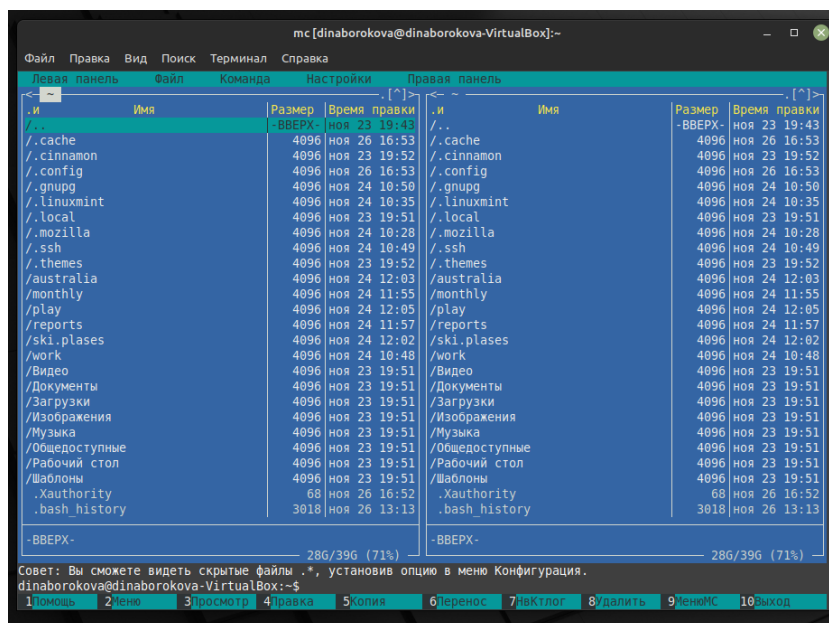 mc [dinaborokova@dinaborokova-VirtualBox]:~
Файл Правка Вид Поиск Терминал Справка
Левая панель Файл Команда Настройки Правая панель
<─ ~ ─.[^]>┐ <─ ~ ─.[^]>┐
.и Имя Размер Время правки .и Имя Размер Время правки
/.. -ВВЕРХ- ноя 23 19:43 /.. -ВВЕРХ- ноя 23 19:43
/.cache 4096 ноя 26 16:53 /.cache 4096 ноя 26 16:53
/.cinnamon 4096 ноя 23 19:52 /.cinnamon 4096 ноя 23 19:52
/.config 4096 ноя 26 16:53 /.config 4096 ноя 26 16:53
/.gnupg 4096 ноя 24 10:50 /.gnupg 4096 ноя 24 10:50
/.linuxmint 4096 ноя 24 10:35 /.linuxmint 4096 ноя 24 10:35
/.local 4096 ноя 23 19:51 /.local 4096 ноя 23 19:51
/.mozilla 4096 ноя 24 10:28 /.mozilla 4096 ноя 24 10:28
/.ssh 4096 ноя 24 10:49 /.ssh 4096 ноя 24 10:49
/.themes 4096 ноя 23 19:52 /.themes 4096 ноя 23 19:52
/australia 4096 ноя 24 12:03 /australia 4096 ноя 24 12:03
/monthly 4096 ноя 24 11:55 /monthly 4096 ноя 24 11:55
/play 4096 ноя 24 12:05 /play 4096 ноя 24 12:05
/reports 4096 ноя 24 11:57 /reports 4096 ноя 24 11:57
/ski.plases 4096 ноя 24 12:02 /ski.plases 4096 ноя 24 12:02
/work 4096 ноя 24 10:48 /work 4096 ноя 24 10:48
/Видео 4096 ноя 23 19:51 /Видео 4096 ноя 23 19:51
/Документы 4096 ноя 23 19:51 /Документы 4096 ноя 23 19:51
/Загрузки 4096 ноя 23 19:51 /Загрузки 4096 ноя 23 19:51
/Изображения 4096 ноя 23 19:51 /Изображения 4096 ноя 23 19:51
/Музыка 4096 ноя 23 19:51 /Музыка 4096 ноя 23 19:51
/Общедоступные 4096 ноя 23 19:51 /Общедоступные 4096 ноя 23 19:51
/Рабочий стол 4096 ноя 23 19:51 /Рабочий стол 4096 ноя 23 19:51
/Шаблоны 4096 ноя 23 19:51 /Шаблоны 4096 ноя 23 19:51
.Xauthority 68 ноя 26 16:52 .Xauthority 68 ноя 26 16:52
.bash_history 3018 ноя 26 13:13 .bash_history 3018 ноя 26 13:13
-ВВЕРХ- -ВВЕРХ-
28G/39G (71%) 28G/39G (71%)
Совет: Вы сможете видеть скрытые файлы .*, установив опцию в меню Конфигурация.
dinaborokova@dinaborokova-VirtualBox:~$
1Помощь 2Меню 3Просмотр 4Правка 5Копия 6Перенос 7НвКтлог 8Удалить 9МенюМС 10Выход